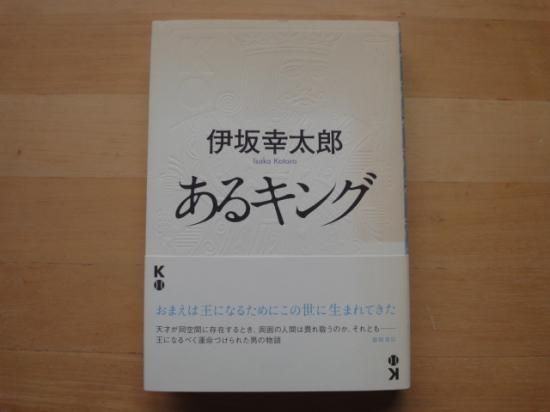 伊坂幸太郎
Isaka Kotaro
あるキング
K
おまえは王になるためにこの世に生まれてきた
天才が同空間に存在するとき、周囲の人間は畏れ敬うのか、それとも——
王になるべく運命づけられた男の物語
徳間書店
K